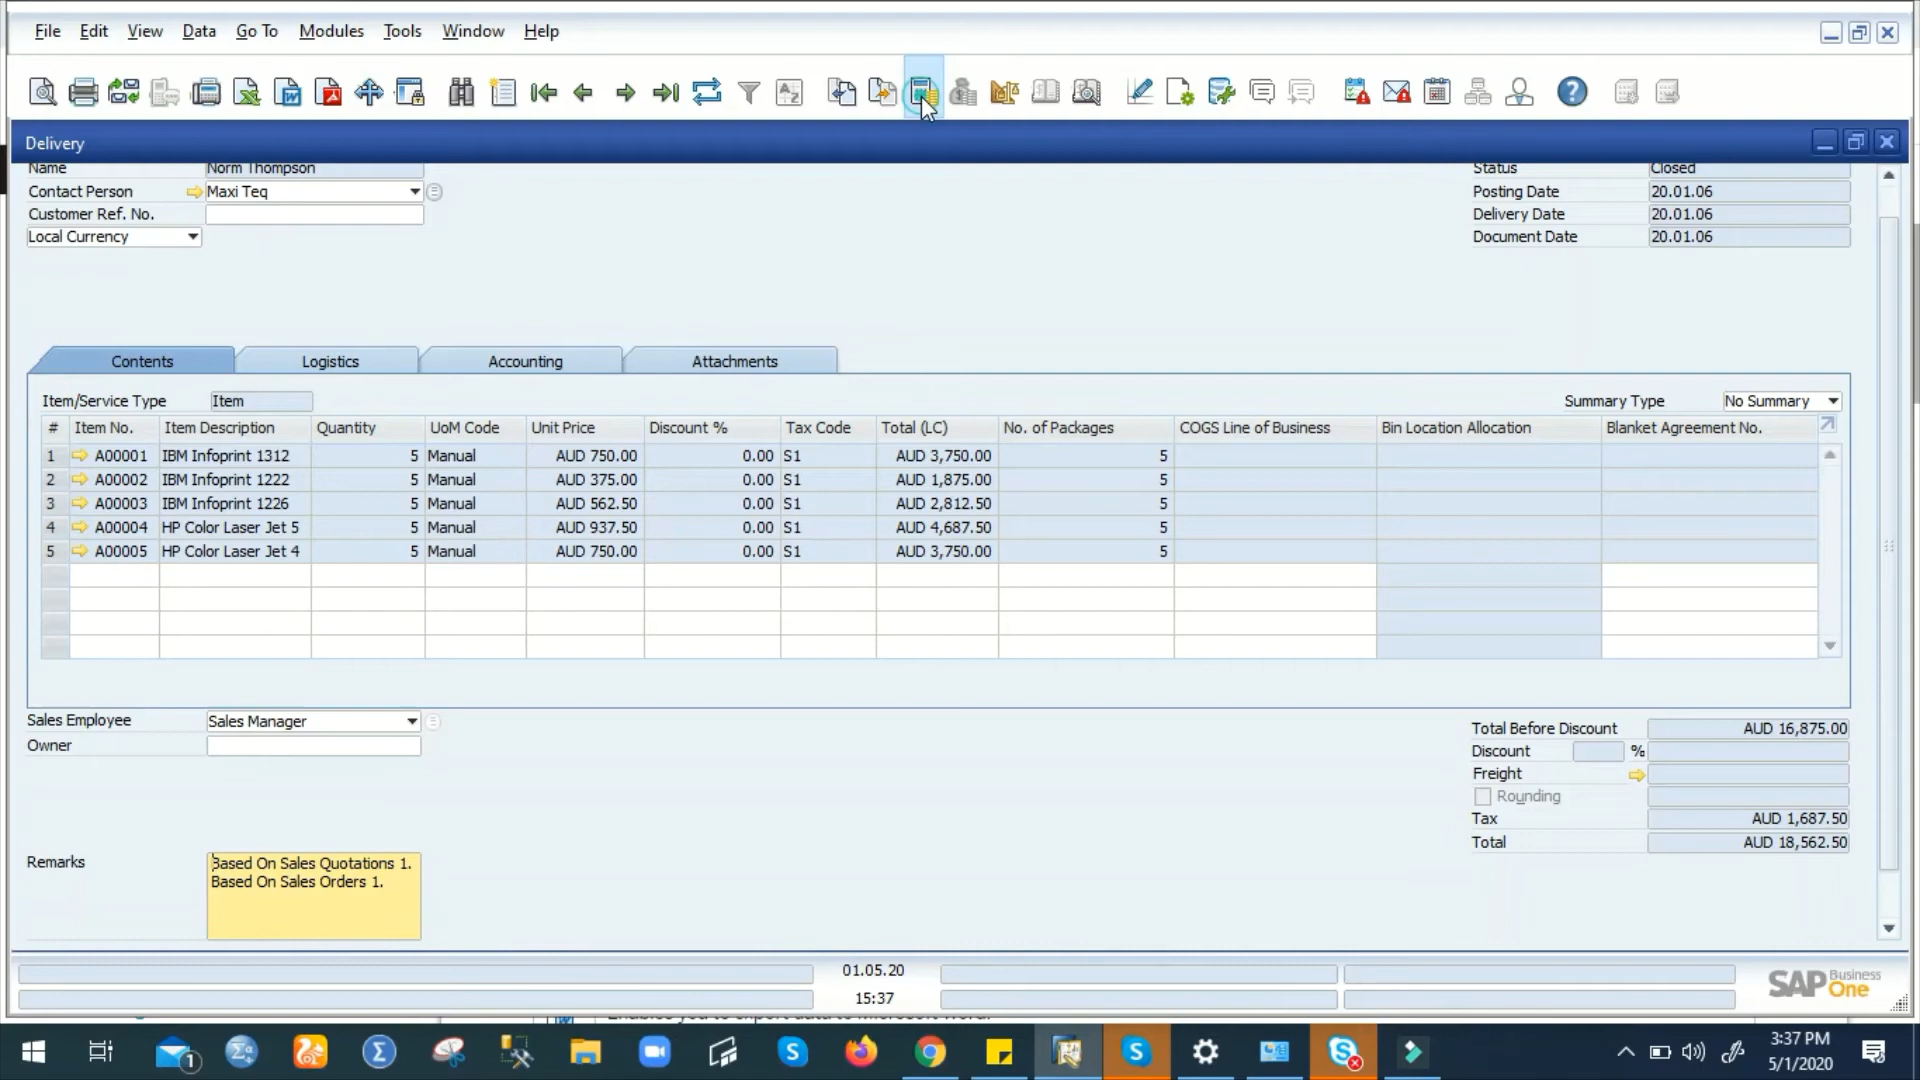 File Edit View Data Go To Modules Tools Window Help
Delivery
Name Norm Thompson Status Closed
Contact Person Maxi Teq Posting Date 20.01.06
Customer Ref. No. Delivery Date 20.01.06
Local Currency Document Date 20.01.06
Contents Logistics Accounting Attachments
Item/Service Type Item Summary Type No Summary
# Item No. Item Description Quantity UoM Code Unit Price Discount % Tax Code Total (LC) No. of Packages COGS Line of Business Bin Location Allocation Blanket Agreement No.
1 A00001 IBM Infoprint 1312 5 Manual AUD 750.00 0.00 S1 AUD 3,750.00 5
2 A00002 IBM Infoprint 1222 5 Manual AUD 375.00 0.00 S1 AUD 1,875.00 5
3 A00003 IBM Infoprint 1226 5 Manual AUD 562.50 0.00 S1 AUD 2,812.50 5
4 A00004 HP Color Laser Jet 5 5 Manual AUD 937.50 0.00 S1 AUD 4,687.50 5
5 A00005 HP Color Laser Jet 4 5 Manual AUD 750.00 0.00 S1 AUD 3,750.00 5
Sales Employee Sales Manager
Owner
Total Before Discount AUD 16,875.00
Discount %
Freight
Rounding
Tax AUD 1,687.50
Total AUD 18,562.50
Remarks Based On Sales Quotations 1.
Based On Sales Orders 1.
01.05.20
15:37
SAP Business One
Enables you to export data to Microsoft Word.
1
3:37 PM
5/1/2020